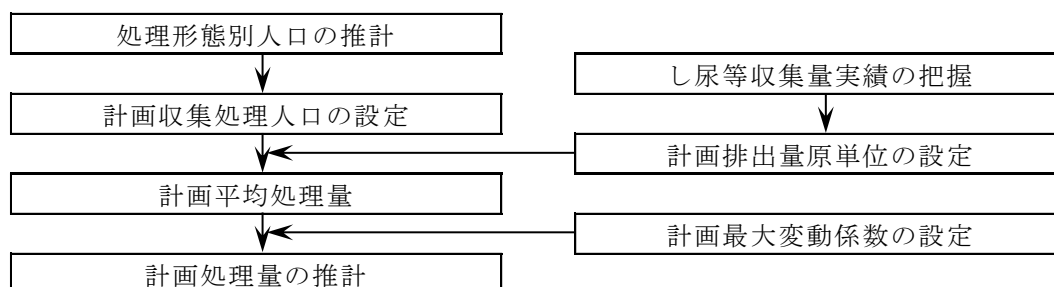 処理形態別人口の推計
し尿等収集量実績の把握
計画収集処理人口の設定
計画排出量原単位の設定
計画平均処理量
計画最大変動係数の設定
計画処理量の推計